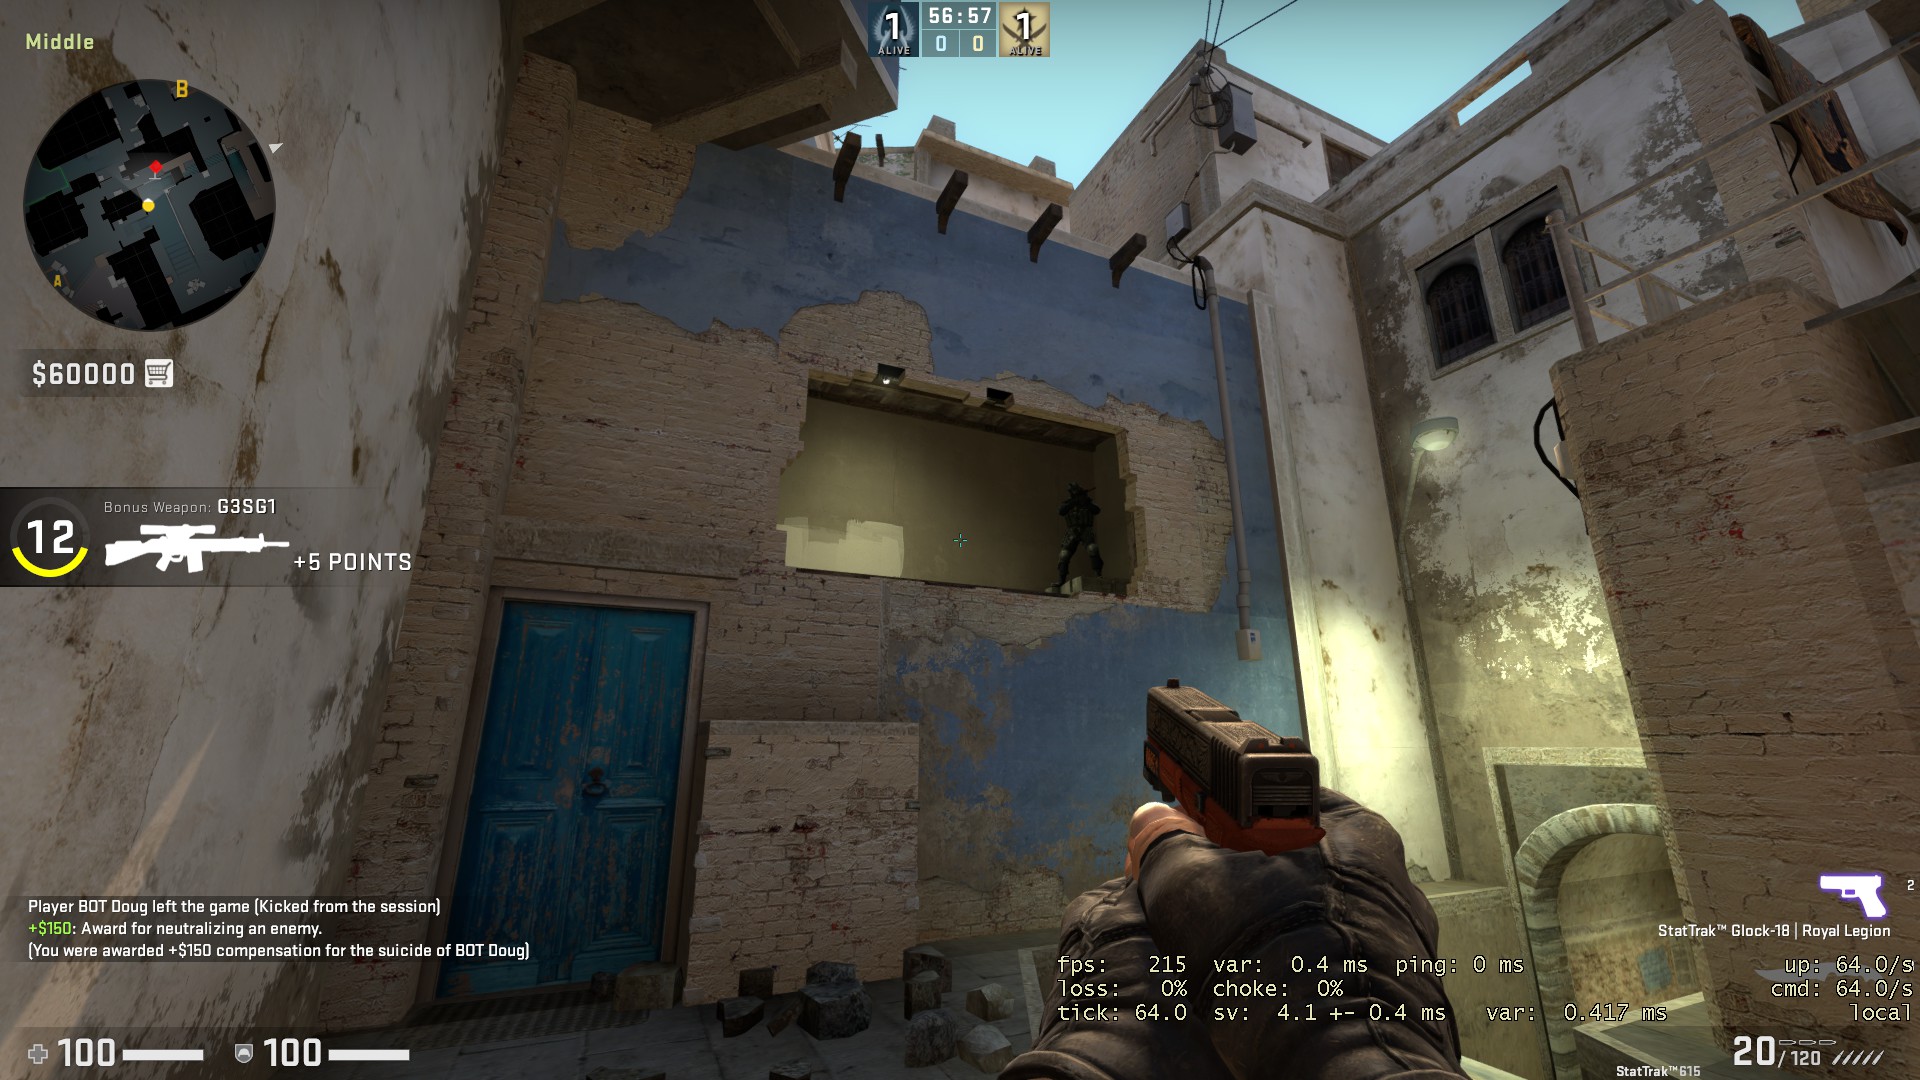 Middle
B
A
1
ALIVE
56:57
0 0
1
ALIVE
$60000
12
Bonus Weapon: G3SG1
+5 POINTS
Player BOT Doug left the game (Kicked from the session)
+$150: Award for neutralizing an enemy.
(You were awarded +$150 compensation for the suicide of BOT Doug)
100 100
2
StatTrak™ Glock-18 | Royal Legion
fps: 215 var: 0.4 ms ping: 0 ms up: 64.0/s
loss: 0% choke: 0% cmd: 64.0/s
tick: 64.0 sv: 4.1 +- 0.4 ms var: 0.417 ms local
20/120
StatTrak™615